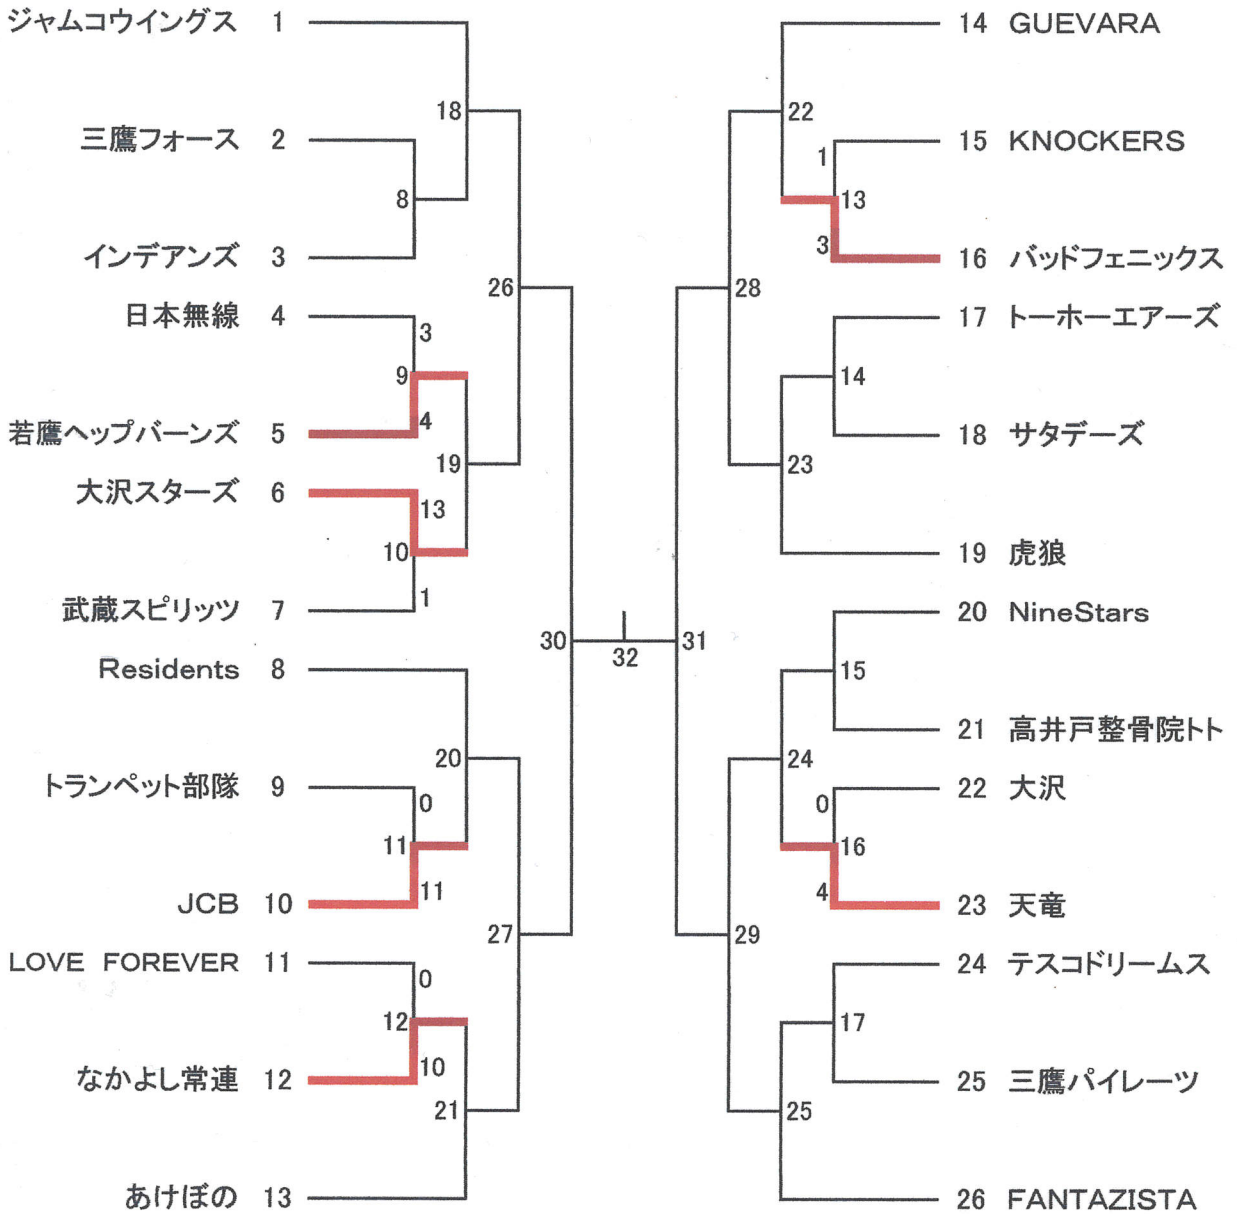 ジャムコウイングス 1
三鷹フォース 2
インデアンズ 3
日本無線 4
若鷹ヘップバーンズ 5
大沢スターズ 6
武蔵スピリッツ 7
Residents 8
トランペット部隊 9
JCB 10
LOVE FOREVER 11
なかよし常連 12
あけぼの 13
18
8
26
3
9
4
19
13
10
1
30
20
0
11
11
27
0
12
10
21
32
14 GUEVARA
15 KNOCKERS
16 バッドフェニックス
17 トーホーエアーズ
18 サタデーズ
19 虎狼
20 NineStars
21 高井戸整骨院トト
22 大沢
23 天竜
24 テスコドリームス
25 三鷹パイレーツ
26 FANTAZISTA
22
1
13
3
28
14
23
31
15
24
0
16
4
29
17
25